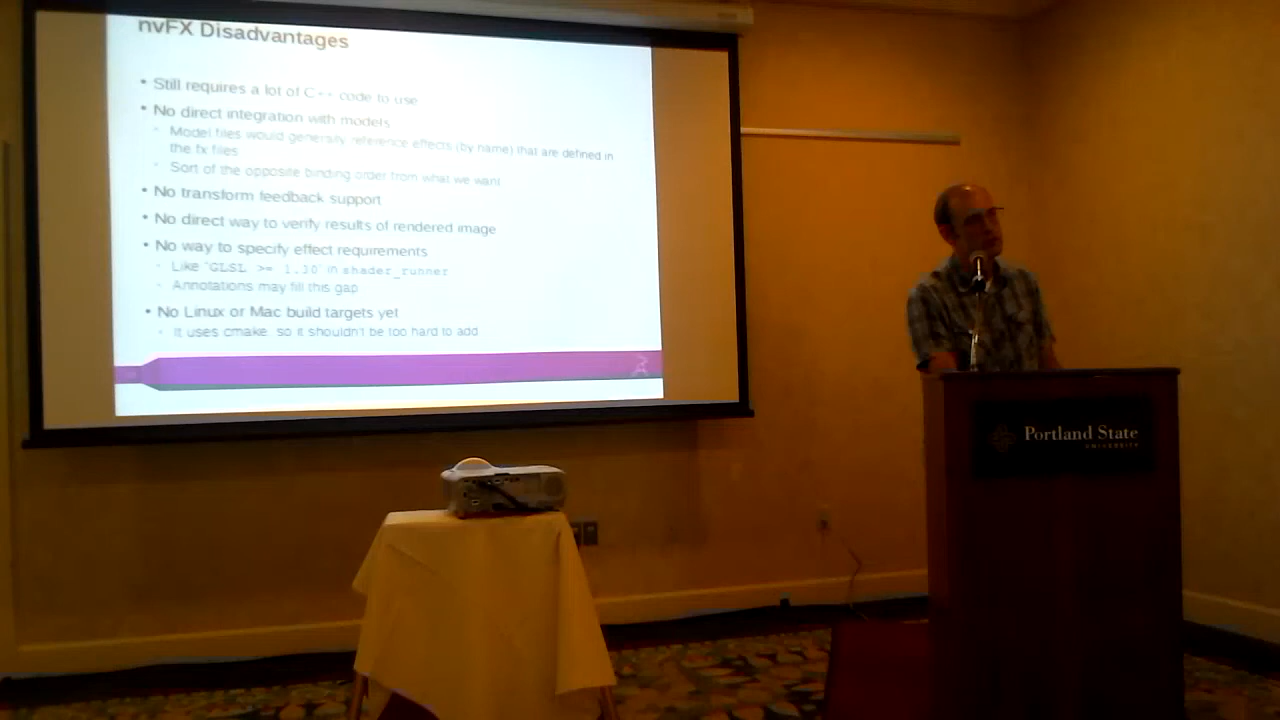 nvFX Disadvantages
• Still requires a lot of C++ code to use
• No direct integration with models
• Model files would generally reference effects (by name) that are defined in
the fx files
• Sort of the opposite binding order from what we want
• No transform feedback support
• No direct way to verify results of rendered image
• No way to specify effect requirements
• Like "GLSL >= 1.30" in shader_runner
• Annotations may fill this gap
• No Linux or Mac build targets yet
• It uses cmake, so it shouldn't be too hard to add
Portland State
UNIVERSITY